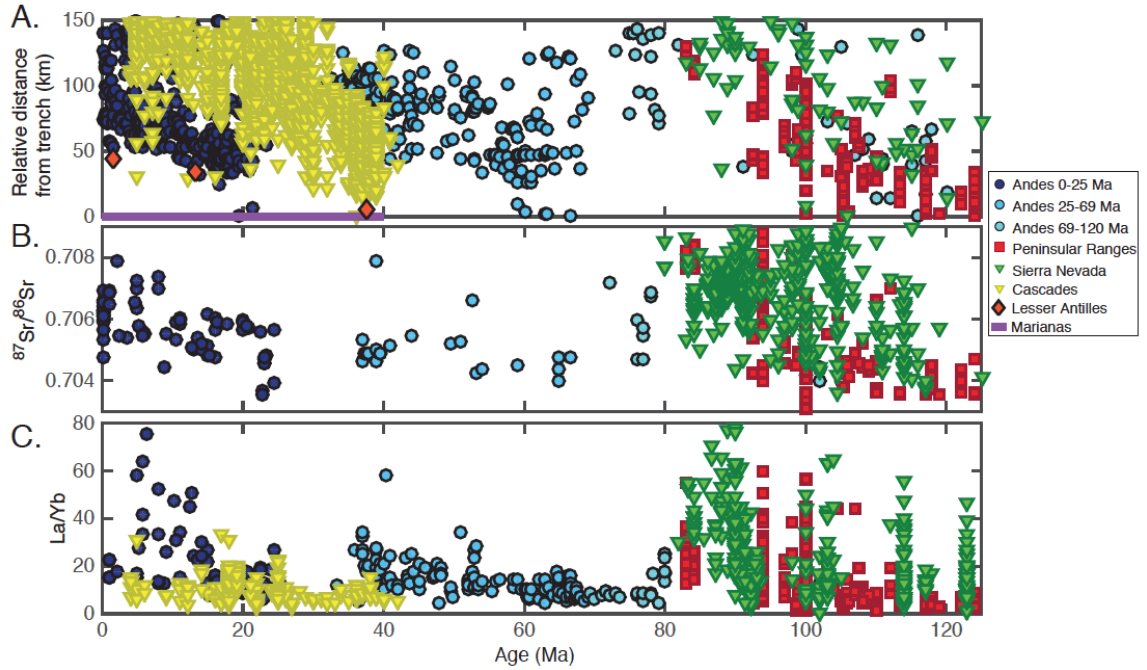 A.
Relative distance
from trench (km)
150
100
50
0
B.
⁸⁷Sr/⁸⁶Sr
0.708
0.706
0.704
C.
La/Yb
80
60
40
20
0
0 20 40 60 80 100 120
Age (Ma)
Andes 0-25 Ma
Andes 25-69 Ma
Andes 69-120 Ma
Peninsular Ranges
Sierra Nevada
Cascades
Lesser Antilles
Marianas